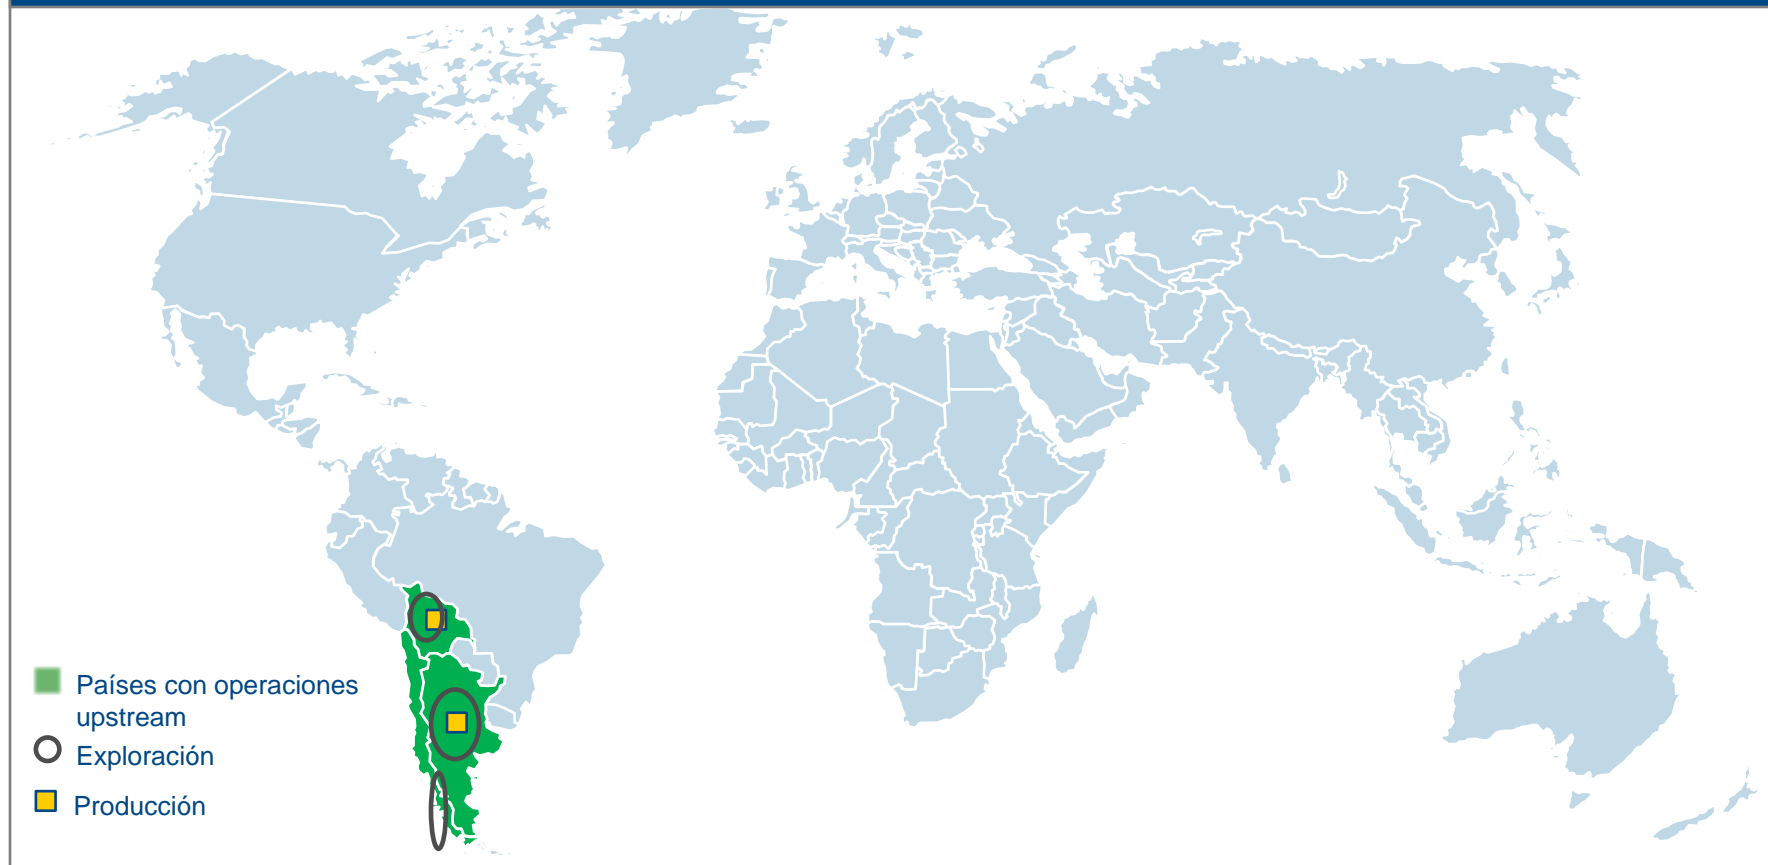 Países con operaciones
upstream
Exploración
Producción